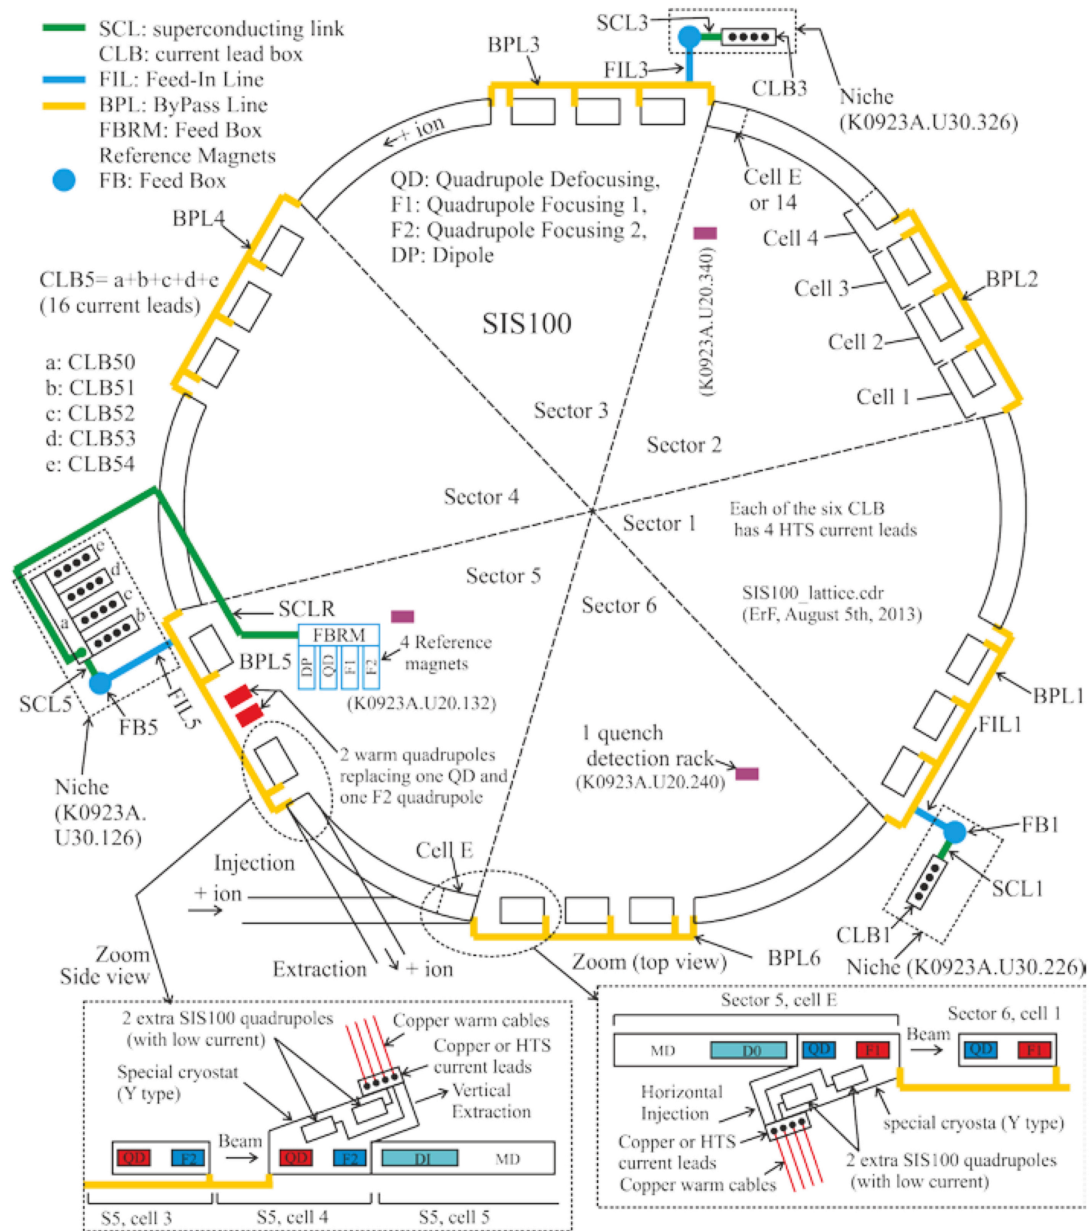 SCL: superconducting link
CLB: current lead box
FIL: Feed-In Line
BPL: ByPass Line
FBRM: Feed Box
Reference Magnets
FB: Feed Box
BPL3
SCL3
FIL3
CLB3
Niche
(K0923A.U30.326)
+ ion
QD: Quadrupole Defocusing,
F1: Quadrupole Focusing 1,
F2: Quadrupole Focusing 2,
DP: Dipole
Cell E
or 14
BPL4
CLB5= a+b+c+d+e
(16 current leads)
a: CLB50
b: CLB51
c: CLB52
d: CLB53
e: CLB54
SIS100
(K0923A.U20.340)
Cell 4
Cell 3
Cell 2
Cell 1
BPL2
Sector 3
Sector 2
Sector 4
Sector 1
Sector 5
Sector 6
Each of the six CLB
has 4 HTS current leads
SIS100_lattice.cdr
(ErF, August 5th, 2013)
e
d
c
b
a
SCLR
FBRM
DP
QD
F1
F2
4 Reference
magnets
(K0923A.U20.132)
BPL5
SCL5
FB5
FIL5
Niche
(K0923A.
U30.126)
2 warm quadrupoles
replacing one QD and
one F2 quadrupole
1 quench
detection rack
(K0923A.U20.240)
BPL1
FIL1
FB1
SCL1
CLB1
Niche (K0923A.U30.226)
Cell E
Injection
+ ion
Extraction
+ ion
Zoom
Side view
Zoom (top view)
BPL6
2 extra SIS100 quadrupoles
(with low current)
Copper warm cables
Copper or HTS
current leads
Special cryostat
(Y type)
Vertical
Extraction
Beam
QD
F2
QD
F2
D1
MD
S5, cell 3
S5, cell 4
S5, cell 5
Sector 5, cell E
Sector 6, cell 1
Beam
MD
D0
QD
F1
QD
F1
Horizontal
Injection
special cryosta (Y type)
Copper or HTS
current leads
Copper warm cables
2 extra SIS100 quadrupoles
(with low current)